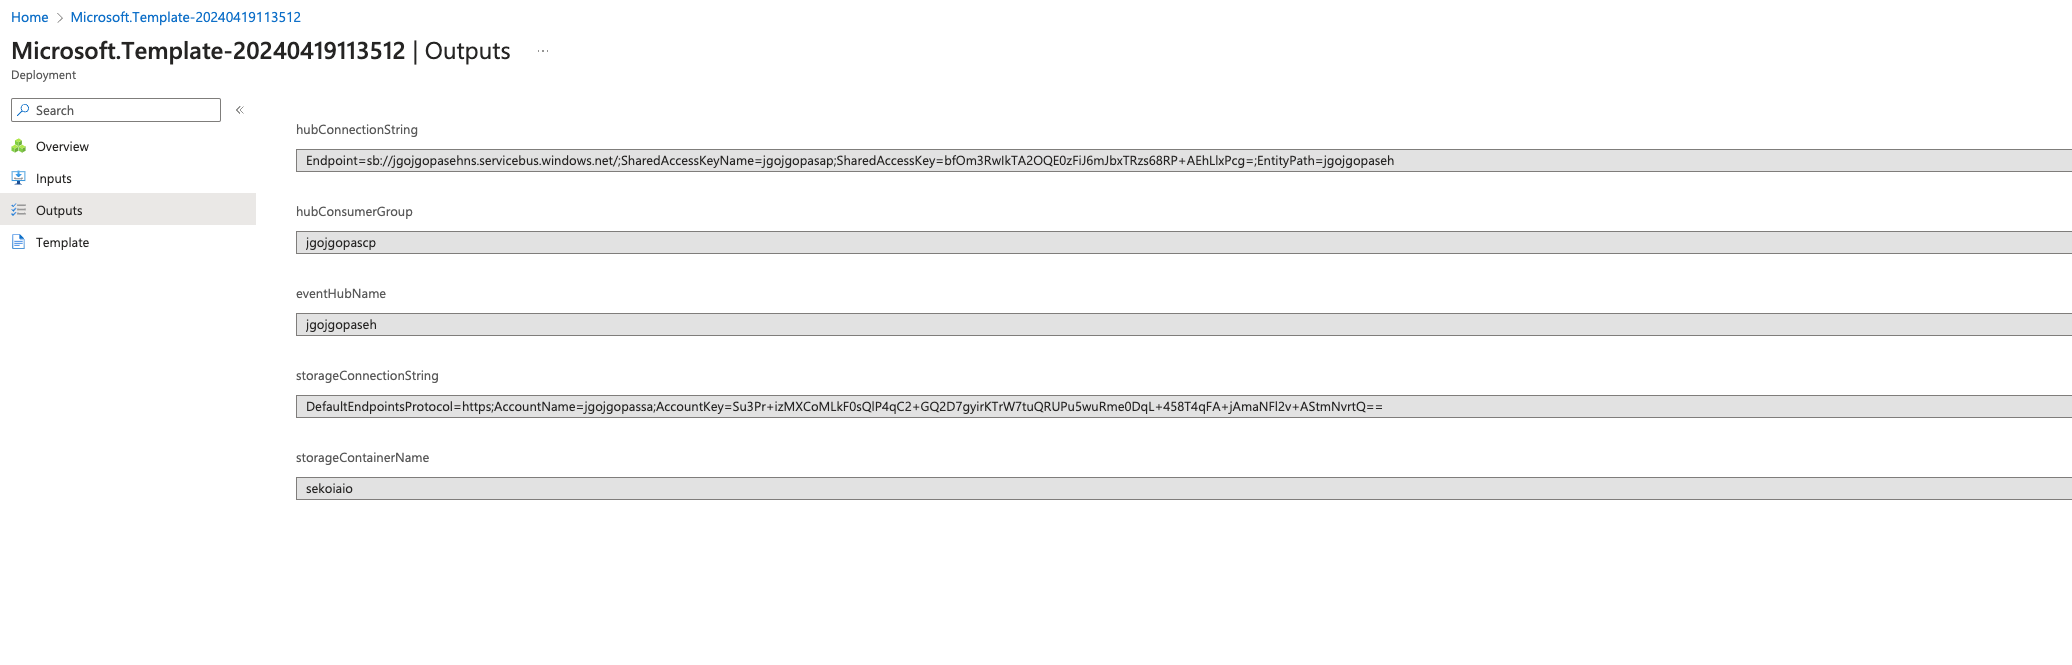 Home > Microsoft.Template-20240419113512
Microsoft.Template-20240419113512 | Outputs ...
Deployment
Search «
Overview
Inputs
Outputs
Template
hubConnectionString
Endpoint=sb://jgojgopasehns.servicebus.windows.net/;SharedAccessKeyName=jgojgopasap;SharedAccessKey=bfOm3RwIkTA2OQE0zFiJ6mJbxTRzs68RP+AEhLlxPcg=;EntityPath=jgojgopaseh
hubConsumerGroup
jgojgopascp
eventHubName
jgojgopaseh
storageConnectionString
DefaultEndpointsProtocol=https;AccountName=jgojgopassa;AccountKey=Su3Pr+izMXCoMLkF0sQlP4qC2+GQ2D7gyirKTrW7tuQRUPu5wuRme0DqL+458T4qFA+jAmaNFl2v+AStmNvrtQ==
storageContainerName
sekoiaio